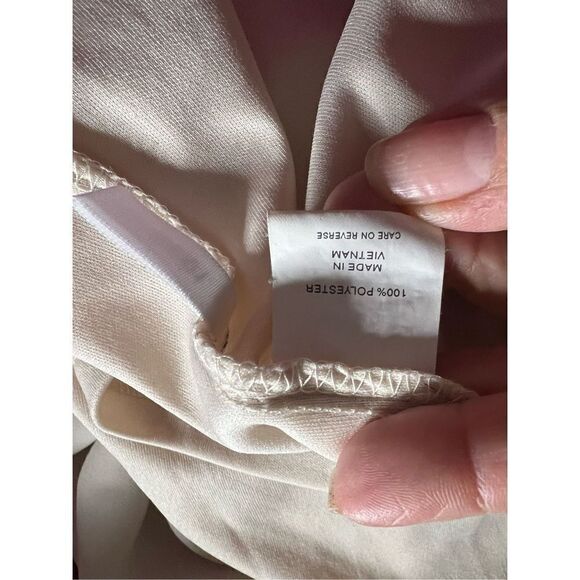 100% POLYESTER
MADE IN
VIETNAM
CARE ON REVERSE